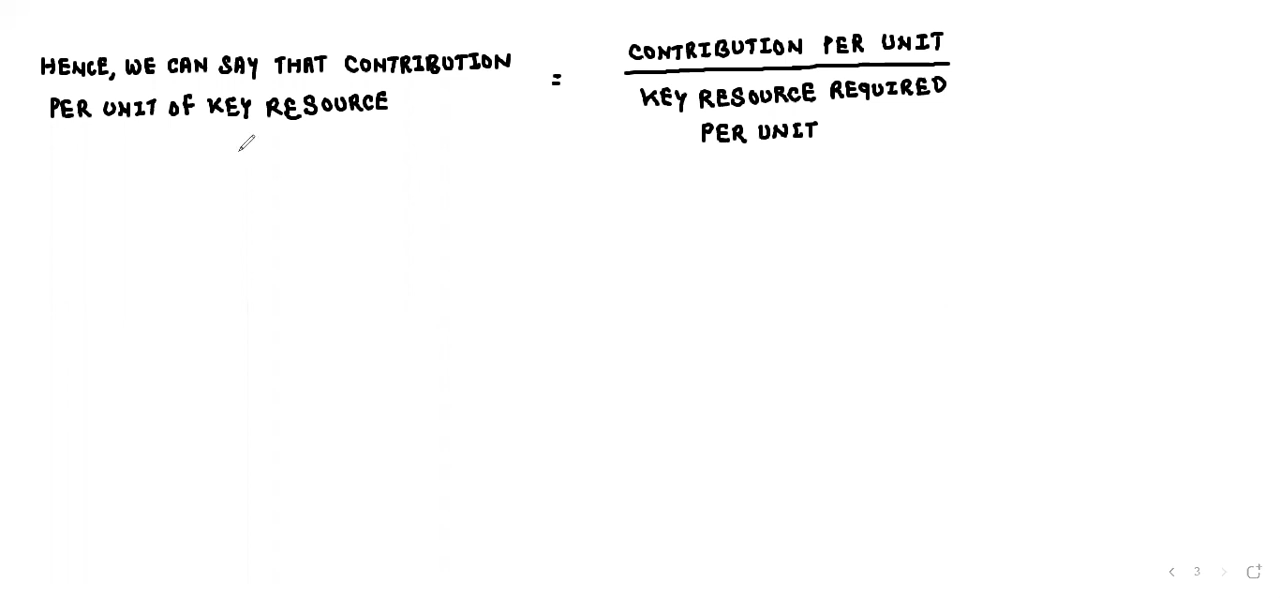 HENCE, WE CAN SAY THAT CONTRIBUTION
PER UNIT OF KEY RESOURCE
=
CONTRIBUTION PER UNIT
KEY RESOURCE REQUIRED
PER UNIT
3